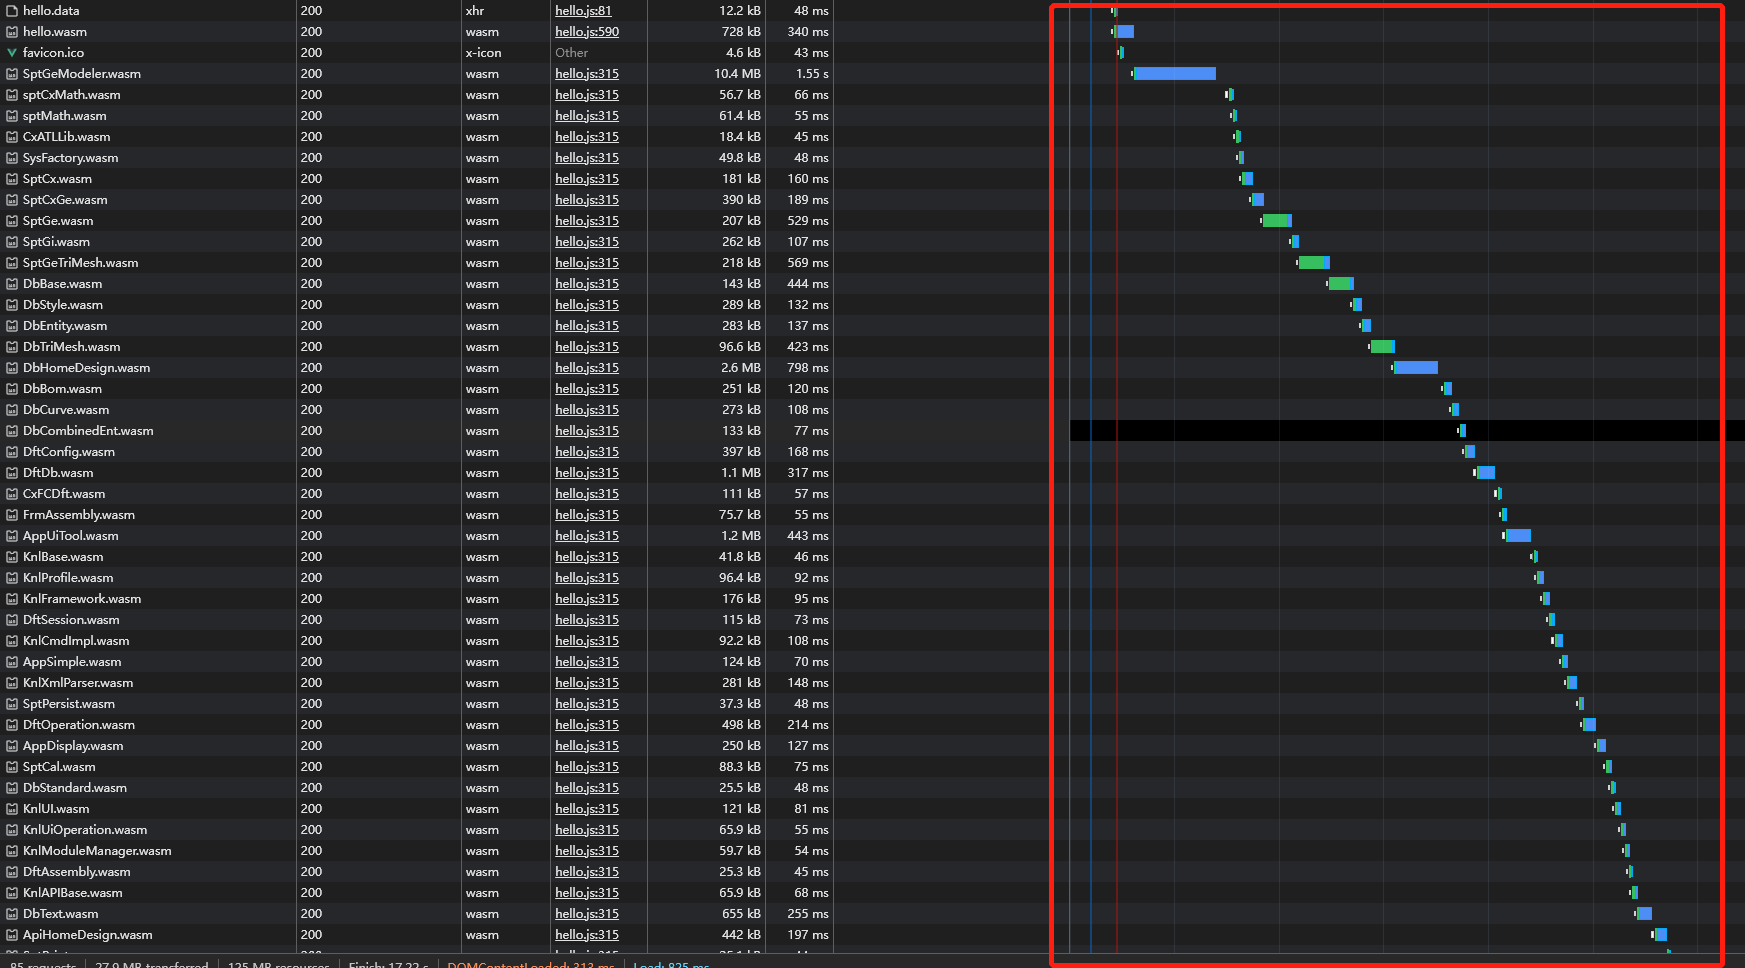 hello.data 200 xhr hello.js:81 12.2 kB 48 ms
hello.wasm 200 wasm hello.js:590 728 kB 340 ms
favicon.ico 200 x-icon Other 4.6 kB 43 ms
SptGeModeler.wasm 200 wasm hello.js:315 10.4 MB 1.55 s
sptCxMath.wasm 200 wasm hello.js:315 56.7 kB 66 ms
sptMath.wasm 200 wasm hello.js:315 61.4 kB 55 ms
CxATLLib.wasm 200 wasm hello.js:315 18.4 kB 45 ms
SysFactory.wasm 200 wasm hello.js:315 49.8 kB 48 ms
SptCx.wasm 200 wasm hello.js:315 181 kB 160 ms
SptCxGe.wasm 200 wasm hello.js:315 390 kB 189 ms
SptGe.wasm 200 wasm hello.js:315 207 kB 529 ms
SptGi.wasm 200 wasm hello.js:315 262 kB 107 ms
SptGeTriMesh.wasm 200 wasm hello.js:315 218 kB 569 ms
DbBase.wasm 200 wasm hello.js:315 143 kB 444 ms
DbStyle.wasm 200 wasm hello.js:315 289 kB 132 ms
DbEntity.wasm 200 wasm hello.js:315 283 kB 137 ms
DbTriMesh.wasm 200 wasm hello.js:315 96.6 kB 423 ms
DbHomeDesign.wasm 200 wasm hello.js:315 2.6 MB 798 ms
DbBom.wasm 200 wasm hello.js:315 251 kB 120 ms
DbCurve.wasm 200 wasm hello.js:315 273 kB 108 ms
DbCombinedEnt.wasm 200 wasm hello.js:315 133 kB 77 ms
DftConfig.wasm 200 wasm hello.js:315 397 kB 168 ms
DftDb.wasm 200 wasm hello.js:315 1.1 MB 317 ms
CxFCDft.wasm 200 wasm hello.js:315 111 kB 57 ms
FrmAssembly.wasm 200 wasm hello.js:315 75.7 kB 55 ms
AppUiTool.wasm 200 wasm hello.js:315 1.2 MB 443 ms
KnlBase.wasm 200 wasm hello.js:315 41.8 kB 46 ms
KnlProfile.wasm 200 wasm hello.js:315 96.4 kB 92 ms
KnlFramework.wasm 200 wasm hello.js:315 176 kB 95 ms
DftSession.wasm 200 wasm hello.js:315 115 kB 73 ms
KnlCmdImpl.wasm 200 wasm hello.js:315 92.2 kB 108 ms
AppSimple.wasm 200 wasm hello.js:315 124 kB 70 ms
KnlXmlParser.wasm 200 wasm hello.js:315 281 kB 148 ms
SptPersist.wasm 200 wasm hello.js:315 37.3 kB 48 ms
DftOperation.wasm 200 wasm hello.js:315 498 kB 214 ms
AppDisplay.wasm 200 wasm hello.js:315 250 kB 127 ms
SptCal.wasm 200 wasm hello.js:315 88.3 kB 75 ms
DbStandard.wasm 200 wasm hello.js:315 25.5 kB 48 ms
KnlUI.wasm 200 wasm hello.js:315 121 kB 81 ms
KnlUiOperation.wasm 200 wasm hello.js:315 65.9 kB 55 ms
KnlModuleManager.wasm 200 wasm hello.js:315 59.7 kB 54 ms
DftAssembly.wasm 200 wasm hello.js:315 25.3 kB 45 ms
KnlAPIBase.wasm 200 wasm hello.js:315 65.9 kB 68 ms
DbText.wasm 200 wasm hello.js:315 655 kB 255 ms
ApiHomeDesign.wasm 200 wasm hello.js:315 442 kB 197 ms
85 requests 27.9 MB transferred 125 MB resources Finish: 17.22 s DOMContentLoaded: 313 ms Load: 825 ms